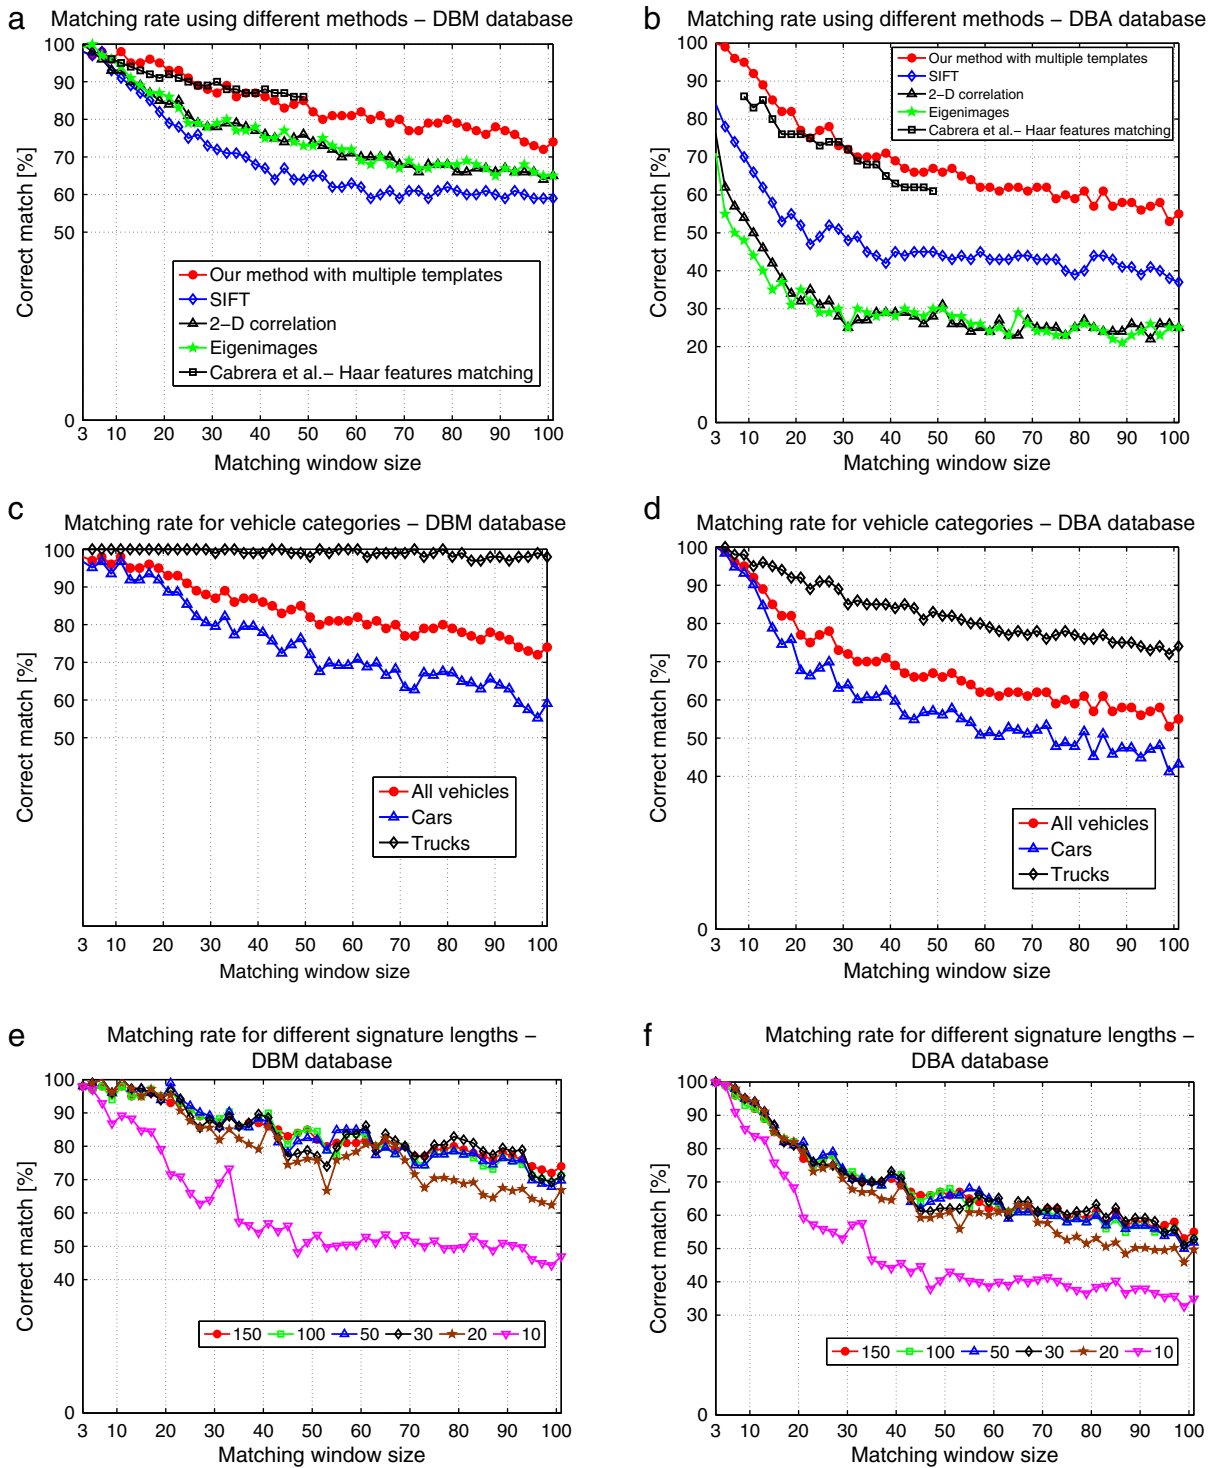 a
Matching rate using different methods – DBM database
100
90
80
70
60
50
0
Correct match [%]
Our method with multiple templates
SIFT
2–D correlation
Eigenimages
Cabrera et al.– Haar features matching
3 10 20 30 40 50 60 70 80 90 100
Matching window size
b
Matching rate using different methods – DBA database
100
90
80
70
60
50
40
30
20
0
Correct match [%]
Our method with multiple templates
SIFT
2–D correlation
Eigenimages
Cabrera et al.– Haar features matching
3 10 20 30 40 50 60 70 80 90 100
Matching window size
c
Matching rate for vehicle categories – DBM database
100
90
80
70
60
50
Correct match [%]
All vehicles
Cars
Trucks
3 10 20 30 40 50 60 70 80 90 100
Matching window size
d
Matching rate for vehicle categories – DBA database
100
90
80
70
60
50
40
0
Correct match [%]
All vehicles
Cars
Trucks
3 10 20 30 40 50 60 70 80 90 100
Matching window size
e
Matching rate for different signature lengths –
DBM database
100
90
80
70
60
50
40
0
Correct match [%]
150 100 50 30 20 10
3 10 20 30 40 50 60 70 80 90 100
Matching window size
f
Matching rate for different signature lengths –
DBA database
100
90
80
70
60
50
40
30
0
Correct match [%]
150 100 50 30 20 10
3 10 20 30 40 50 60 70 80 90 100
Matching window size